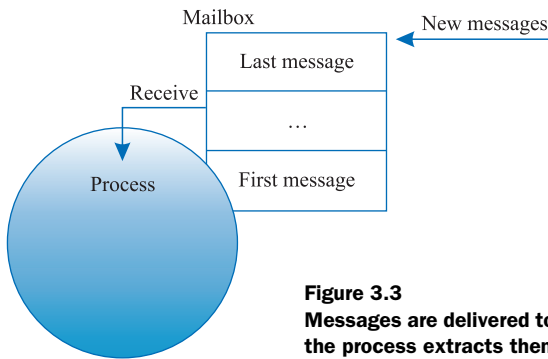 Mailbox
New messages
Last message
Receive
…
Process
First message
Figure 3.3
Messages are delivered to
the process extracts then